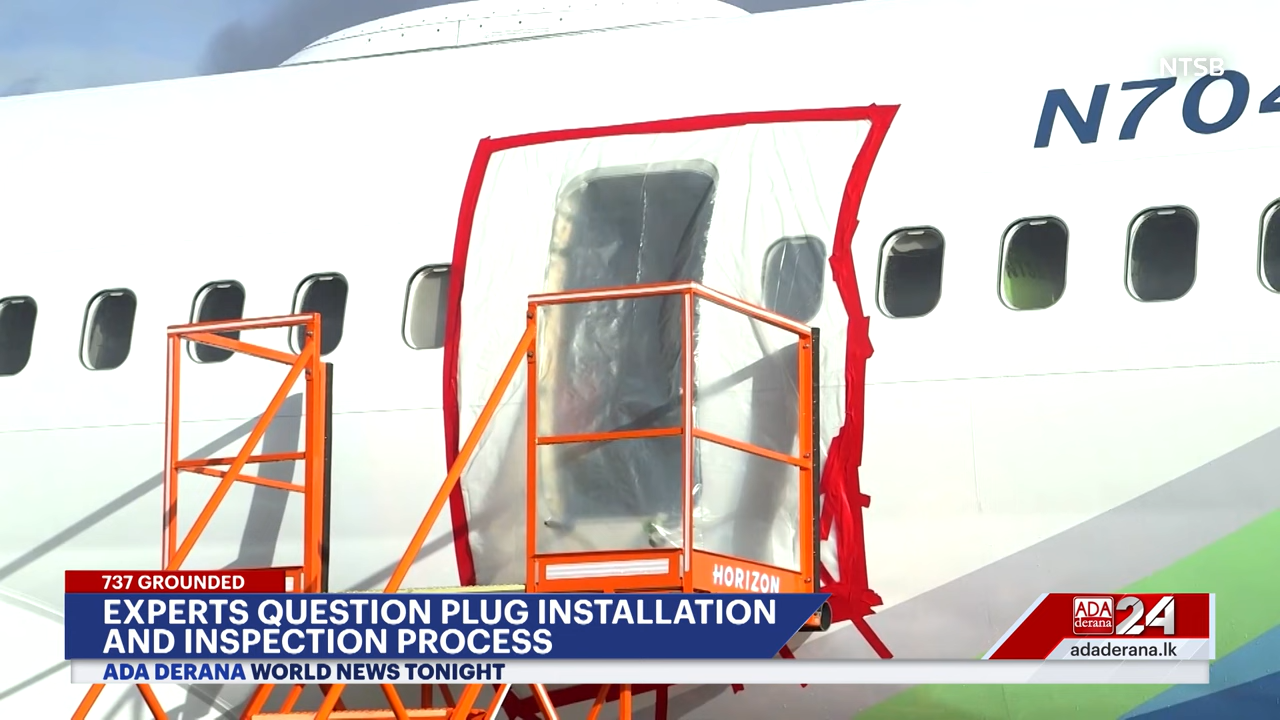 NTSB
N704
HORIZON
737 GROUNDED
EXPERTS QUESTION PLUG INSTALLATION
AND INSPECTION PROCESS
ADA DERANA WORLD NEWS TONIGHT
ADA
derana
24
adaderana.lk